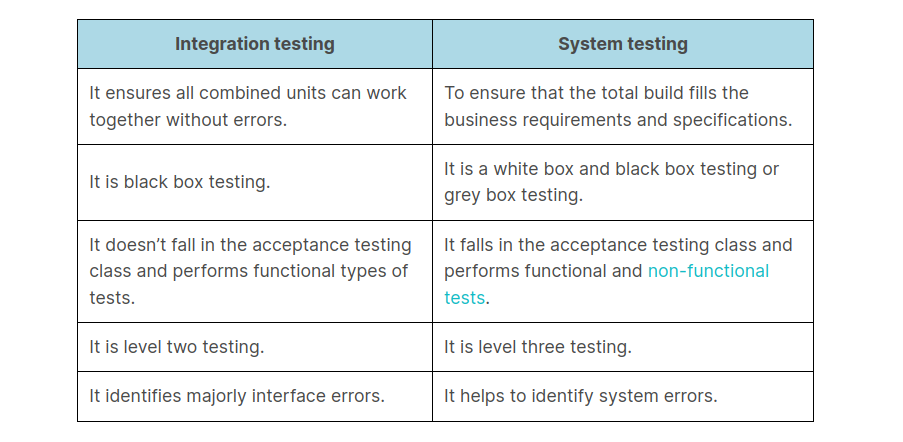 Integration testing
System testing
It ensures all combined units can work
together without errors.
To ensure that the total build fills the
business requirements and specifications.
It is black box testing.
It is a white box and black box testing or
grey box testing.
It doesn’t fall in the acceptance testing
class and performs functional types of
tests.
It falls in the acceptance testing class and
performs functional and non-functional
tests.
It is level two testing.
It is level three testing.
It identifies majorly interface errors.
It helps to identify system errors.